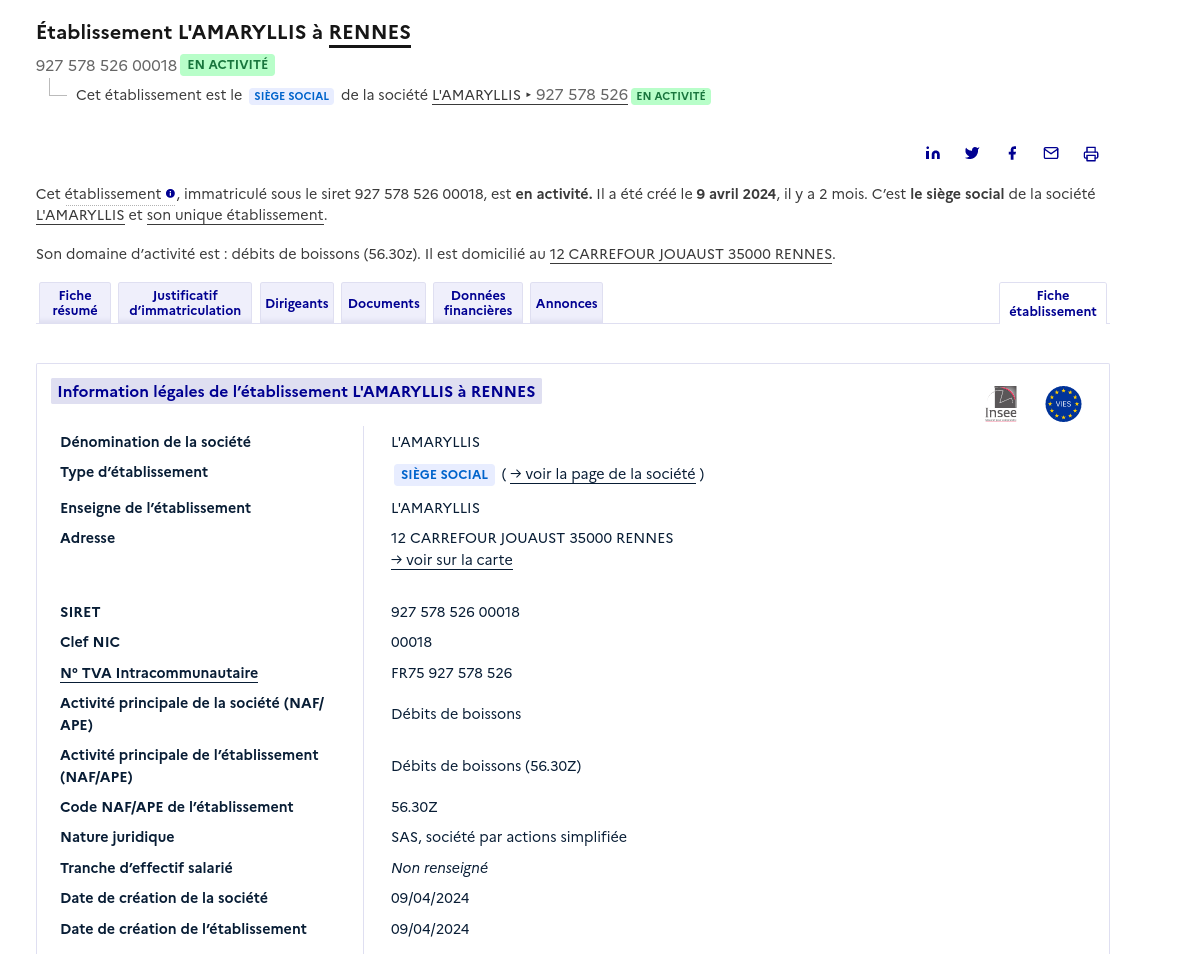 Établissement L'AMARYLLIS à RENNES
927 578 526 00018 EN ACTIVITÉ
Cet établissement est le SIÈGE SOCIAL de la société L'AMARYLLIS ‣ 927 578 526 EN ACTIVITÉ
Cet établissement, immatriculé sous le siret 927 578 526 00018, est en activité. Il a été créé le 9 avril 2024, il y a 2 mois. C’est le siège social de la société
L'AMARYLLIS et son unique établissement.
Son domaine d’activité est : débits de boissons (56.30z). Il est domicilié au 12 CARREFOUR JOUAUST 35000 RENNES.
Fiche
résumé
Justificatif
d’immatriculation
Dirigeants
Documents
Données
financières
Annonces
Fiche
établissement
Information légales de l’établissement L'AMARYLLIS à RENNES
Insee
VIES
Dénomination de la société L'AMARYLLIS
Type d’établissement SIÈGE SOCIAL ( → voir la page de la société )
Enseigne de l’établissement L'AMARYLLIS
Adresse 12 CARREFOUR JOUAUST 35000 RENNES
→ voir sur la carte
SIRET 927 578 526 00018
Clef NIC 00018
N° TVA Intracommunautaire FR75 927 578 526
Activité principale de la société (NAF/
APE)
Débits de boissons
Activité principale de l’établissement
(NAF/APE)
Débits de boissons (56.30Z)
Code NAF/APE de l’établissement 56.30Z
Nature juridique SAS, société par actions simplifiée
Tranche d’effectif salarié Non renseigné
Date de création de la société 09/04/2024
Date de création de l’établissement 09/04/2024